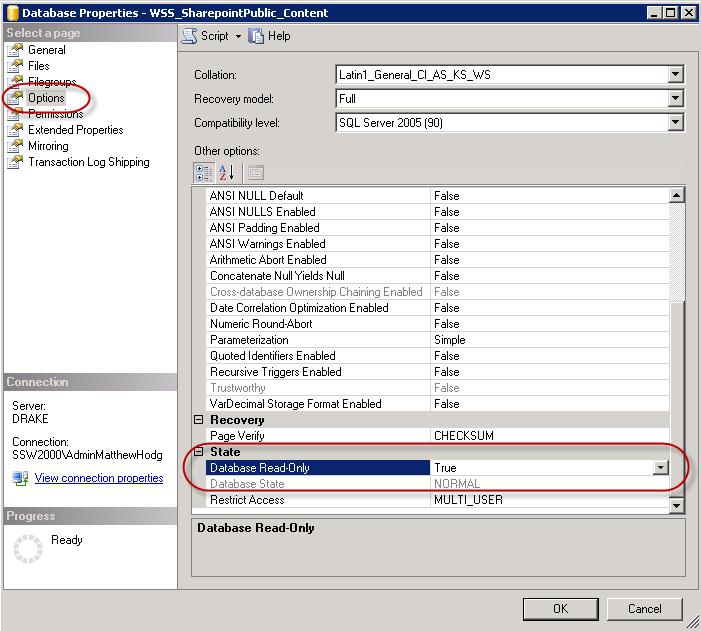 Database Properties - WSS_SharepointPublic_Content
Select a page
General
Files
Filegroups
Options
Permissions
Extended Properties
Mirroring
Transaction Log Shipping
Connection
Server:
DRAKE
Connection:
SSW2000\AdminMatthewHodg
View connection properties
Progress
Ready
Script Help
Collation: Latin1_General_CI_AS_KS_WS
Recovery model: Full
Compatibility level: SQL Server 2005 (90)
Other options:
ANSI NULL Default False
ANSI NULLS Enabled False
ANSI Padding Enabled False
ANSI Warnings Enabled False
Arithmetic Abort Enabled False
Concatenate Null Yields Null False
Cross-database Ownership Chaining Enabled False
Date Correlation Optimization Enabled False
Numeric Round-Abort False
Parameterization Simple
Quoted Identifiers Enabled False
Recursive Triggers Enabled False
Trustworthy False
VarDecimal Storage Format Enabled False
Recovery
Page Verify CHECKSUM
State
Database Read-Only True
Database State NORMAL
Restrict Access MULTI_USER
Database Read-Only
OK Cancel